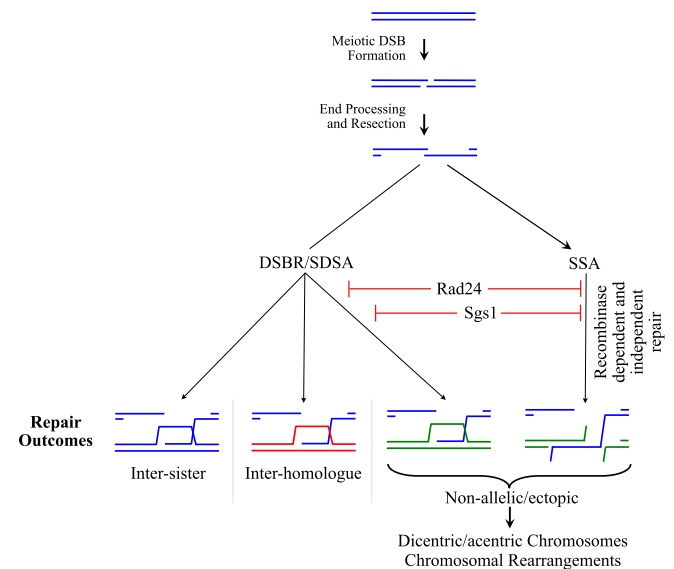 Meiotic DSB
Formation
End Processing
and Resection
DSBR/SDSA
SSA
Rad24
Sgs1
Recombinase
dependent and
independent
repair
Repair
Outcomes
Inter-sister
Inter-homologue
Non-allelic/ectopic
Dicentric/acentric Chromosomes
Chromosomal Rearrangements